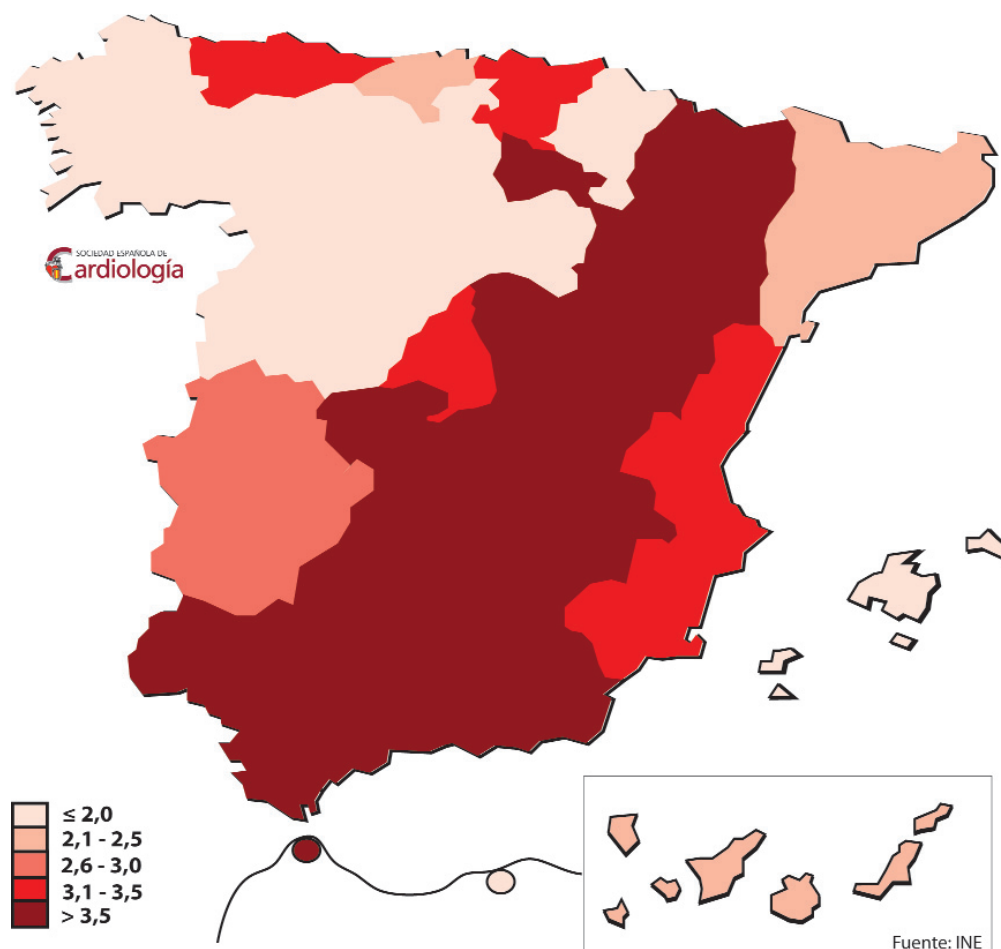 SOCIEDAD ESPAÑOLA DE
Cardiología
≤ 2,0
2,1 - 2,5
2,6 - 3,0
3,1 - 3,5
> 3,5
Fuente: INE